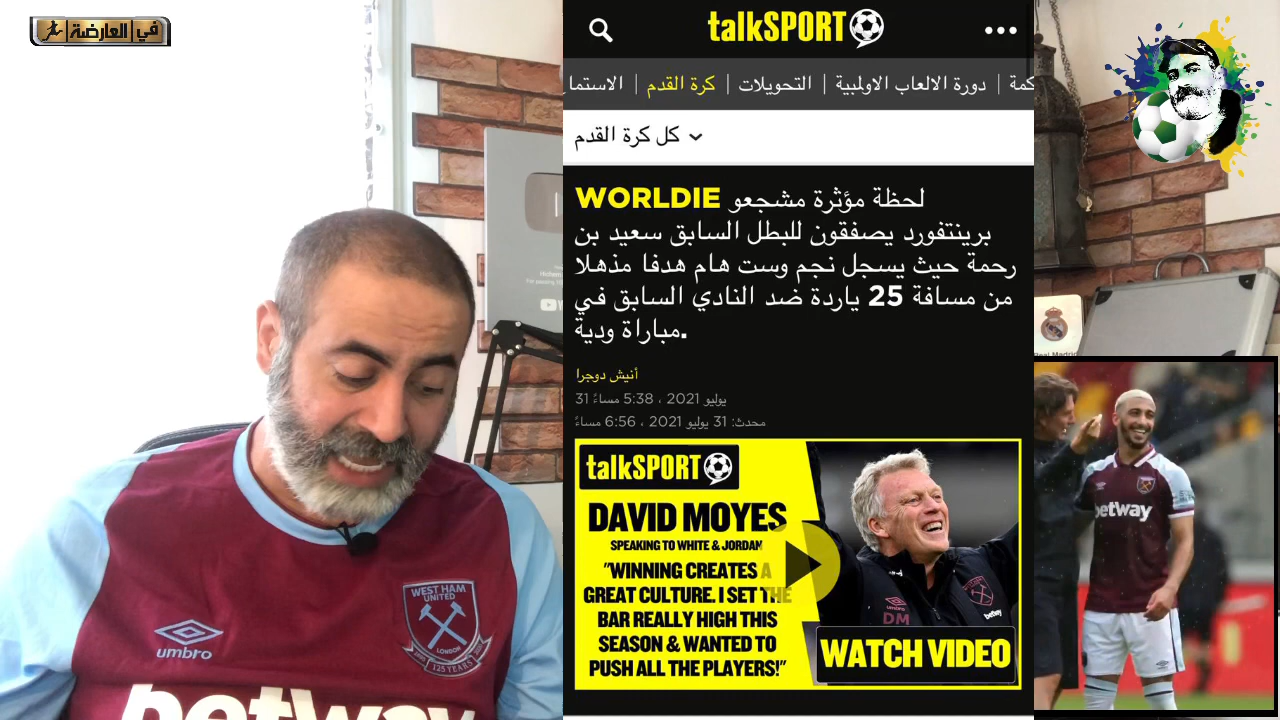 في العارضة
talkSPORT
دورة الالعاب الاولمبية | التحويلات | كرة القدم
كل كرة القدم
WORLDIE لحظة مؤثرة مشجعو
برينتفورد يصفقون للبطل السابق سعيد بن
رحمة حيث يسجل نجم وست هام هدفا مذهلا
من مسافة 25 ياردة ضد النادي السابق في
مباراة ودية.
أنيش دوجرا
31 يوليو 2021 ، 5:38 مساءً
محدث: 31 يوليو 2021 ، 6:56 مساءً
talkSPORT
DAVID MOYES
SPEAKING TO WHITE & JORDAN
"WINNING CREATES A
GREAT CULTURE. I SET THE
BAR REALLY HIGH THIS
SEASON & WANTED TO
PUSH ALL THE PLAYERS!"
umbro
betway
DM
WATCH VIDEO
WEST HAM
UNITED
LONDON
125 YEARS
umbro
betway
Real Madrid
betway